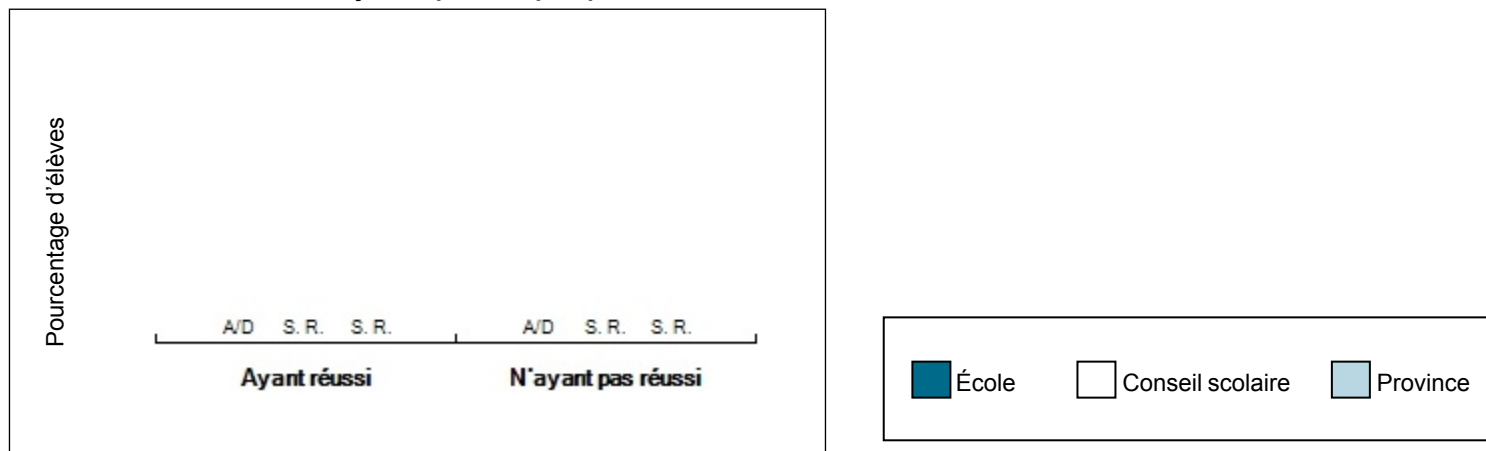 Pourcentage d'élèves
A/D S. R. S. R. A/D S. R. S. R.
Ayant réussi N'ayant pas réussi
École Conseil scolaire Province